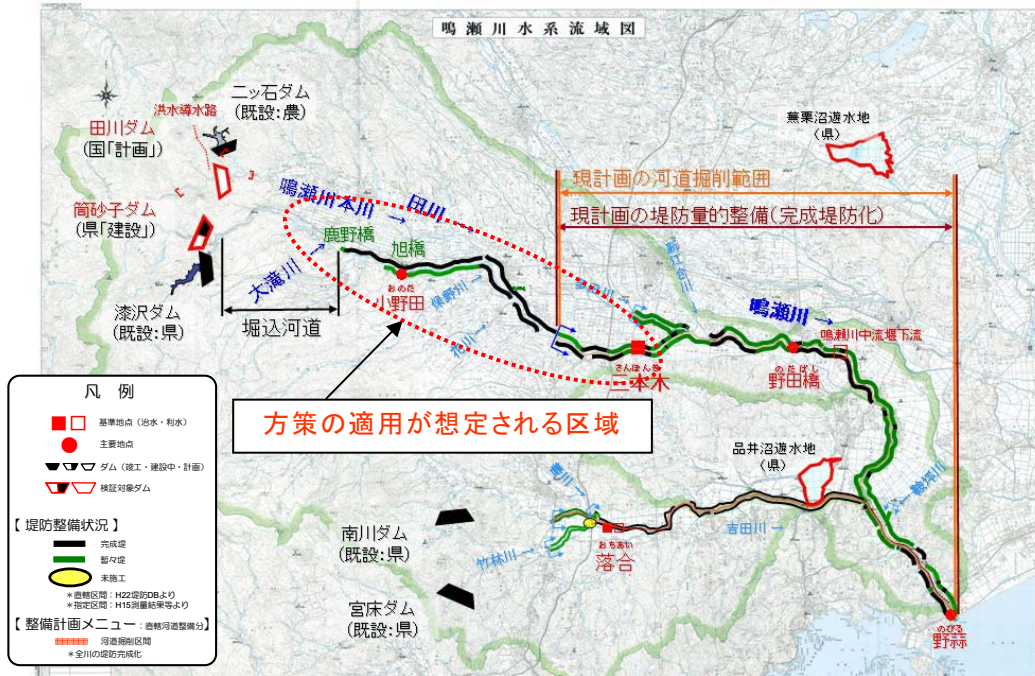 鳴瀬川水系流域図
二ッ石ダム
(既設:農)
洪水導水路
田川ダム
(国「計画」)
筒砂子ダム
(県「建設」)
漆沢ダム
(既設:県)
蕪栗沼遊水地
(県)
現計画の河道掘削範囲
現計画の堤防量的整備(完成堤防化)
鳴瀬川本川
田川
鹿野橋
旭橋
大滝川
おのだ
小野田
堀込河道
花川
新江合川
鳴瀬川
鳴瀬川中流堰下流
さんぼんぎ
三本木
のたばし
野田橋
方策の適用が想定される区域
品井沼遊水地
(県)
鞍坪川
吉田川
竹林川
おちあい
落合
南川ダム
(既設:県)
宮床ダム
(既設:県)
のびる
野蒜
凡 例
基準地点(治水・利水)
主要地点
ダム(竣工・建設中・計画)
検証対象ダム
【 堤防整備状況 】
完成堤
暫々堤
未施工
*直轄区間:H22堤防DBより
*指定区間:H15測量結果等より
【 整備計画メニュー:直轄河道整備分】
河道掘削区間
*全川の堤防完成化